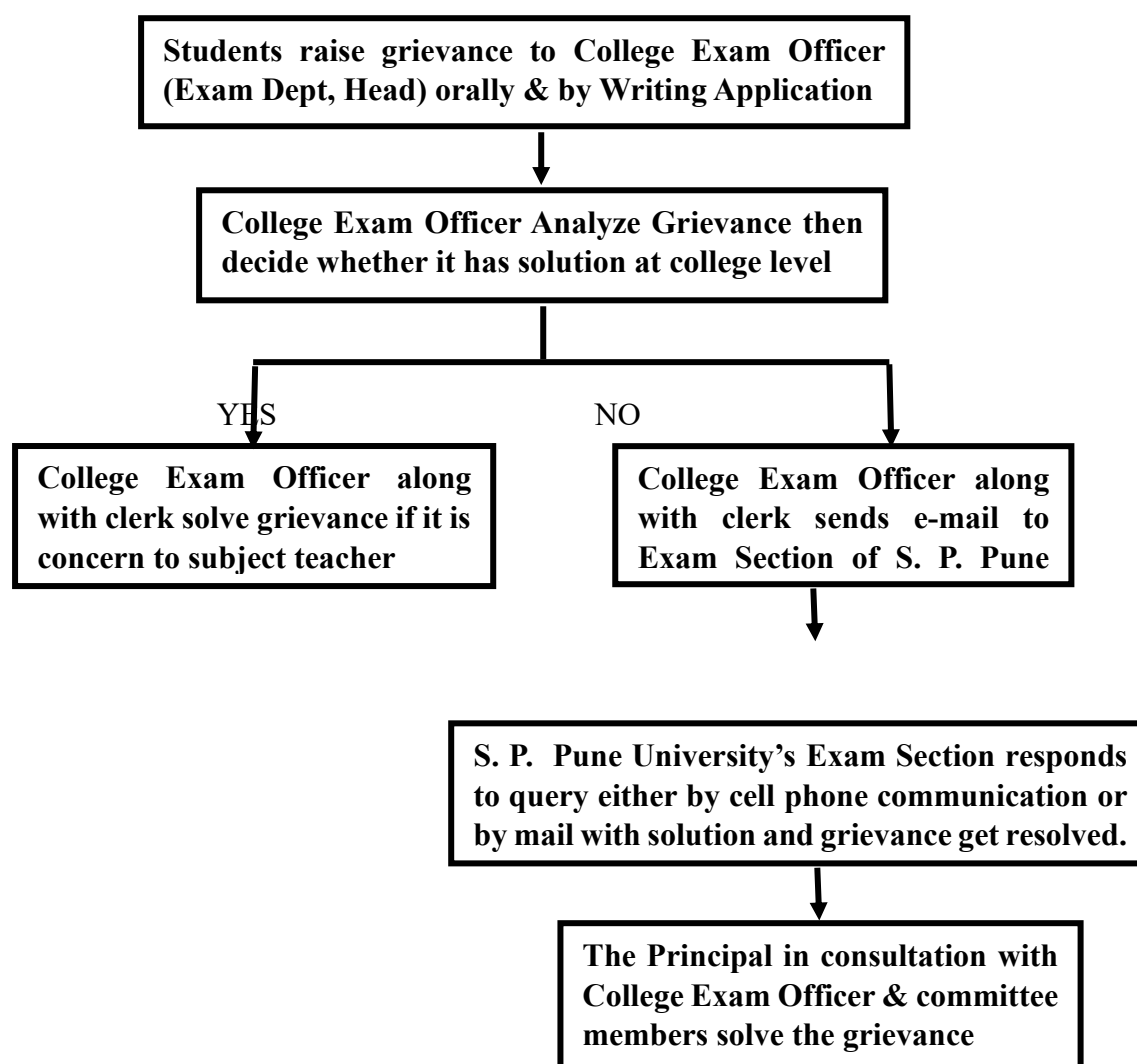 Students raise grievance to College Exam Officer
(Exam Dept, Head) orally & by Writing Application
College Exam Officer Analyze Grievance then
decide whether it has solution at college level
YES
NO
College Exam Officer along
with clerk solve grievance if it is
concern to subject teacher
College Exam Officer along
with clerk sends e-mail to
Exam Section of S. P. Pune
S. P. Pune University’s Exam Section responds
to query either by cell phone communication or
by mail with solution and grievance get resolved.
The Principal in consultation with
College Exam Officer & committee
members solve the grievance